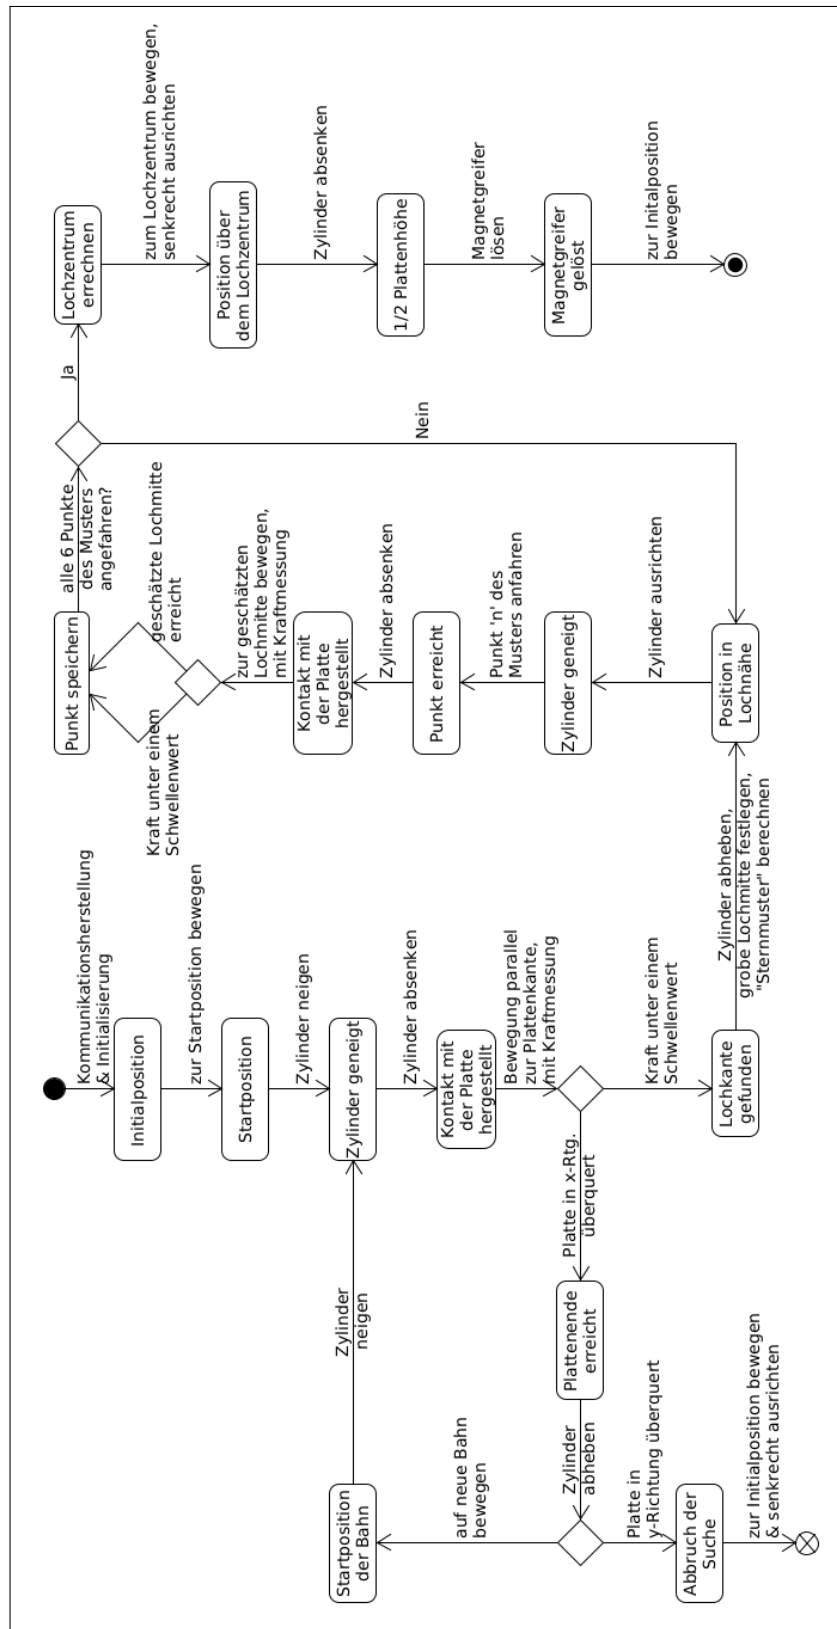 Kommunikationsherstellung
& Initialisierung
Initialposition
zur Startposition bewegen
Startposition
Zylinder neigen
Zylinder geneigt
Zylinder absenken
Kontakt mit
der Platte
hergestellt
Bewegung parallel
zur Plattenkante,
mit Kraftmessung
Platte in x-Rtg.
überquert
Plattenende
erreicht
Zylinder
abheben
auf neue Bahn
bewegen
Startposition
der Bahn
Zylinder
neigen
Platte in
y-Richtung überquert
Abbruch der
Suche
zur Initialposition bewegen
& senkrecht ausrichten
Kraft unter einem
Schwellenwert
Lochkante
gefunden
Zylinder abheben,
grobe Lochmitte festlegen,
"Sternmuster" berechnen
Position in
Lochnähe
Zylinder ausrichten
Zylinder geneigt
Punkt 'n' des
Musters anfahren
Punkt erreicht
Zylinder absenken
Kontakt mit
der Platte
hergestellt
zur geschätzten
Lochmitte bewegen,
mit Kraftmessung
Kraft unter einem
Schwellenwert
geschätzte Lochmitte
erreicht
Punkt speichern
alle 6 Punkte
des Musters
angefahren?
Nein
Ja
Lochzentrum
errechnen
zum Lochzentrum bewegen,
senkrecht ausrichten
Position über
dem Lochzentrum
Zylinder absenken
1/2 Plattenhöhe
Magnetgreifer
lösen
Magnetgreifer
gelöst
zur Initalposition
bewegen